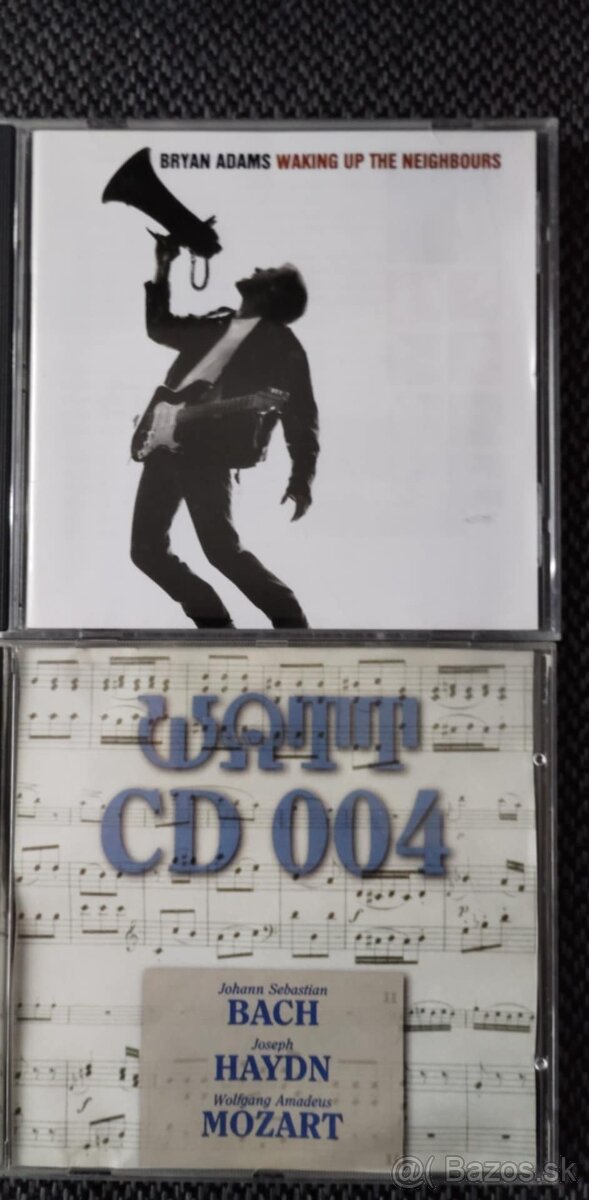 BRYAN ADAMS WAKING UP THE NEIGHBOURS
CD 004
Johann Sebastian
BACH
Joseph
HAYDN
Wolfgang Amadeus
MOZART
@( Bazos.sk